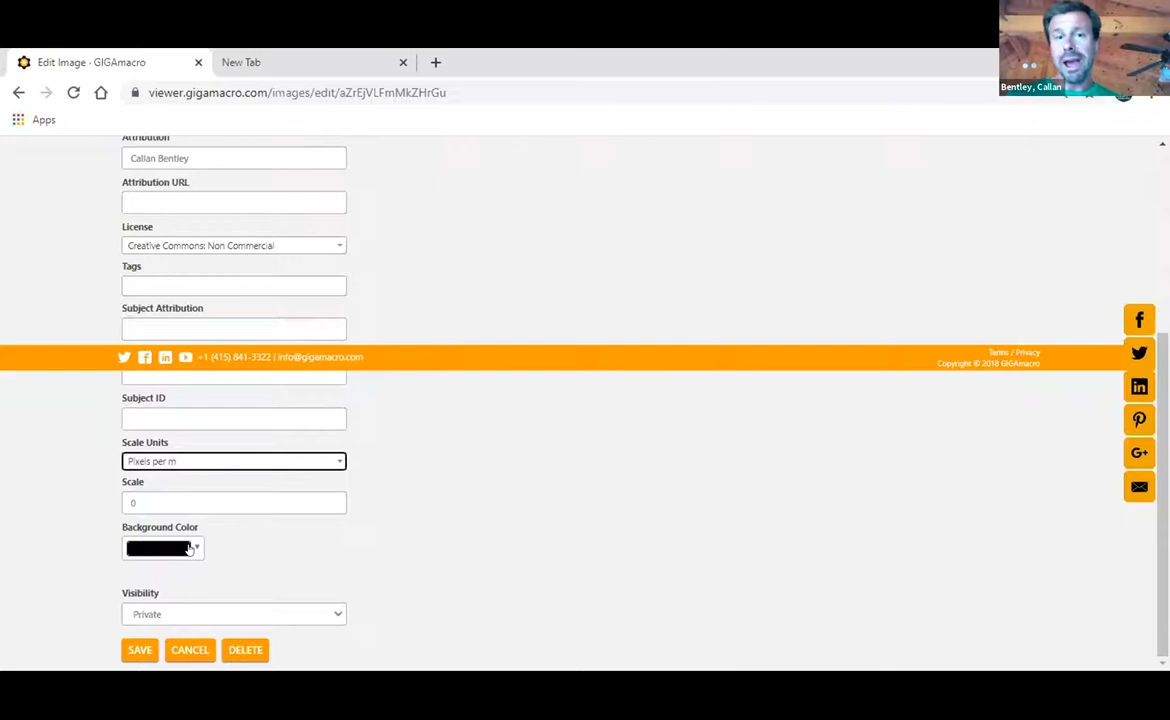 Edit Image · GIGAmacro
New Tab
viewer.gigamacro.com/images/edit/aZrEjVLFmMkZHrGu
Bentley, Callan
Apps
Attribution
Callan Bentley
Attribution URL
License
Creative Commons: Non Commercial
Tags
Subject Attribution
+1 (415) 841-3322 | info@gigamacro.com
Terms / Privacy
Copyright © 2018 GIGAmacro
Subject ID
Scale Units
Pixels per m
Scale
0
Background Color
Visibility
Private
SAVE
CANCEL
DELETE